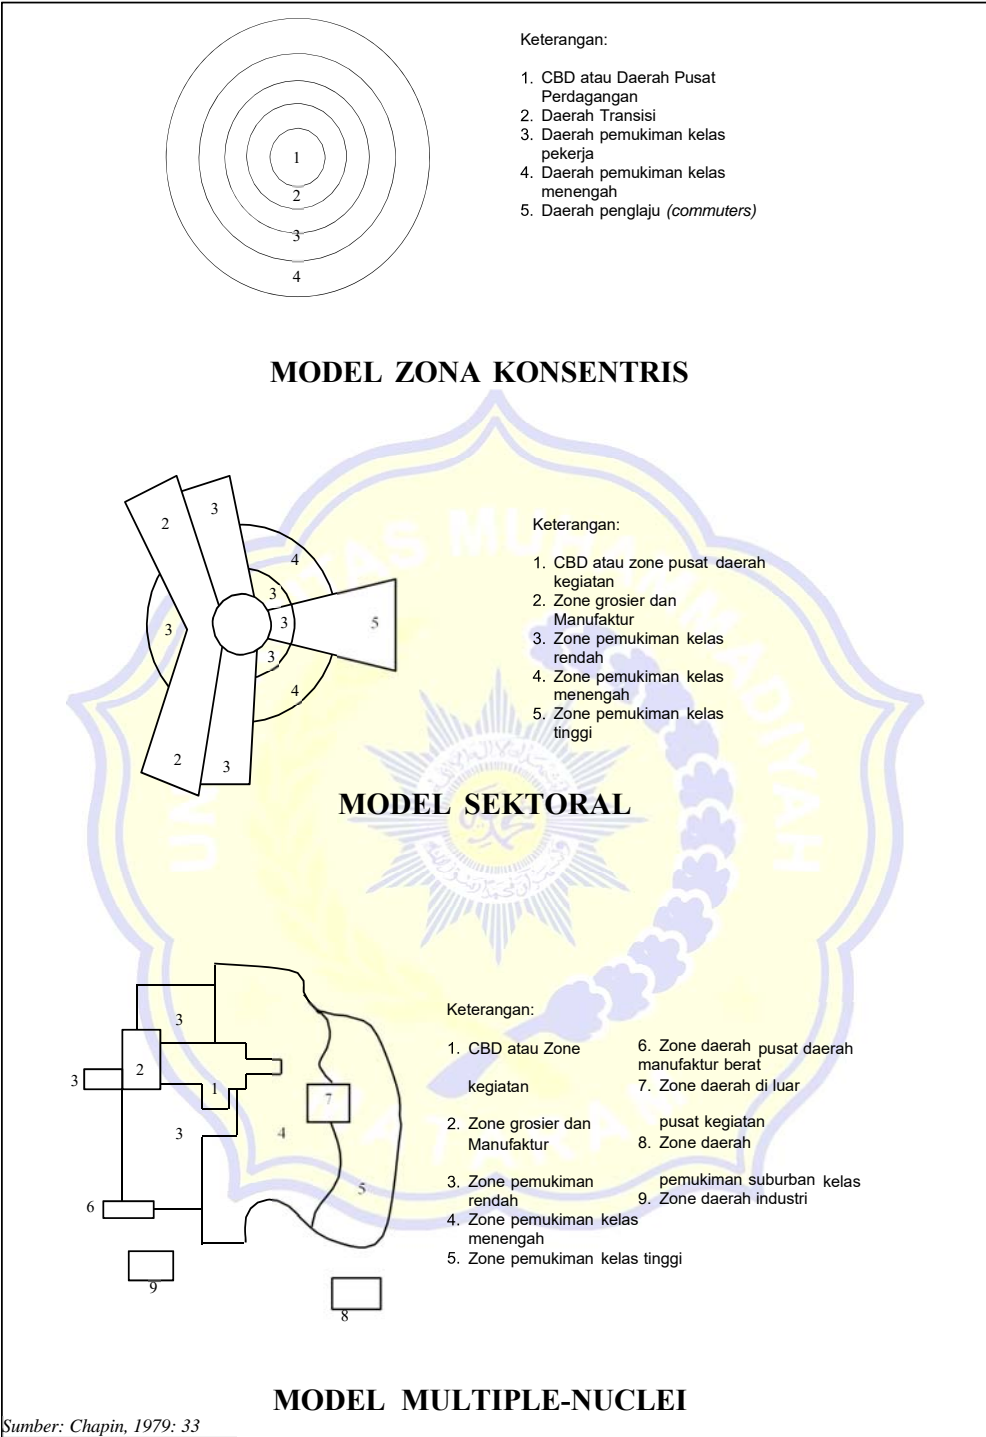 Keterangan:
1. CBD atau Daerah Pusat
Perdagangan
2. Daerah Transisi
3. Daerah pemukiman kelas
pekerja
4. Daerah pemukiman kelas
menengah
5. Daerah penglaju (commuters)
1
2
3
4
MODEL ZONA KONSENTRIS
2
3
4
3
3
5
3
3
4
2
3
Keterangan:
1. CBD atau zone pusat daerah
kegiatan
2. Zone grosier dan
Manufaktur
3. Zone pemukiman kelas
rendah
4. Zone pemukiman kelas
menengah
5. Zone pemukiman kelas
tinggi
MODEL SEKTORAL
3
2
3
1
7
3
4
5
6
9
8
Keterangan:
1. CBD atau Zone
kegiatan
2. Zone grosier dan
Manufaktur
3. Zone pemukiman
rendah
4. Zone pemukiman kelas
menengah
5. Zone pemukiman kelas tinggi
6. Zone daerah pusat daerah
manufaktur berat
7. Zone daerah di luar
pusat kegiatan
8. Zone daerah
pemukiman suburban kelas
9. Zone daerah industri
MODEL MULTIPLE-NUCLEI
Sumber: Chapin, 1979: 33
UNIVERSITAS MUHAMMADIYAH
MATARAM